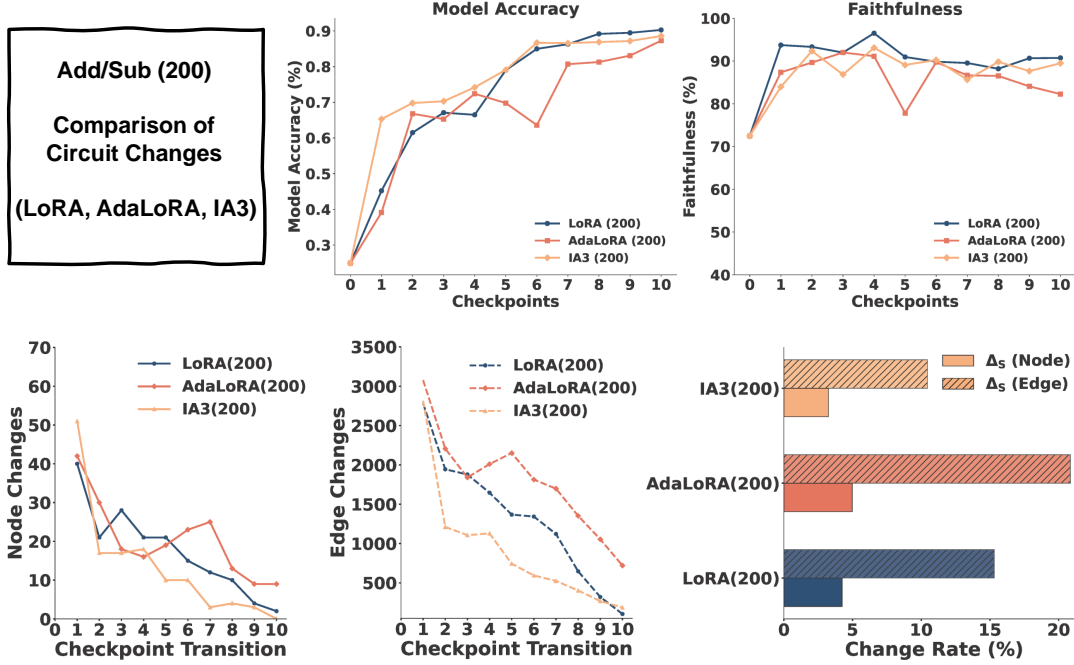 Add/Sub (200)
Comparison of
Circuit Changes
(LoRA, AdaLoRA, IA3)
Model Accuracy
Model Accuracy (%)
0.9
0.8
0.7
0.6
0.5
0.4
0.3
LoRA (200)
AdaLoRA (200)
IA3 (200)
0 1 2 3 4 5 6 7 8 9 10
Checkpoints
Faithfulness
Faithfulness (%)
100
90
80
70
60
50
40
LoRA (200)
AdaLoRA (200)
IA3 (200)
0 1 2 3 4 5 6 7 8 9 10
Checkpoints
Node Changes
70
60
50
40
30
20
10
0
LoRA(200)
AdaLoRA(200)
IA3(200)
0 1 2 3 4 5 6 7 8 9 10
Checkpoint Transition
Edge Changes
3500
3000
2500
2000
1500
1000
500
LoRA(200)
AdaLoRA(200)
IA3(200)
0 1 2 3 4 5 6 7 8 9 10
Checkpoint Transition
Δs (Node)
Δs (Edge)
IA3(200)
AdaLoRA(200)
LoRA(200)
0 5 10 15 20
Change Rate (%)